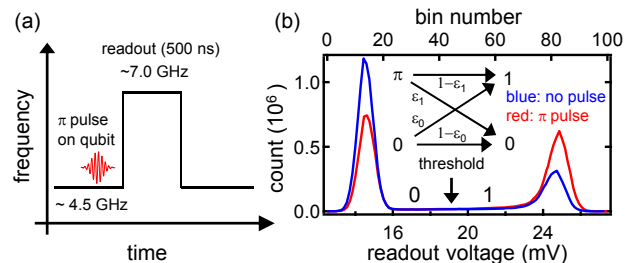 (a)
readout (500 ns)
~7.0 GHz
π pulse
on qubit
~ 4.5 GHz
frequency
time
(b)
bin number
0 20 40 60 80 100
1.0
0.5
0.0
count (10⁶)
π 1
1-ε₁
ε₁
ε₀
1-ε₀
0 0
blue: no pulse
red: π pulse
threshold
0 1
16 20 24
readout voltage (mV)